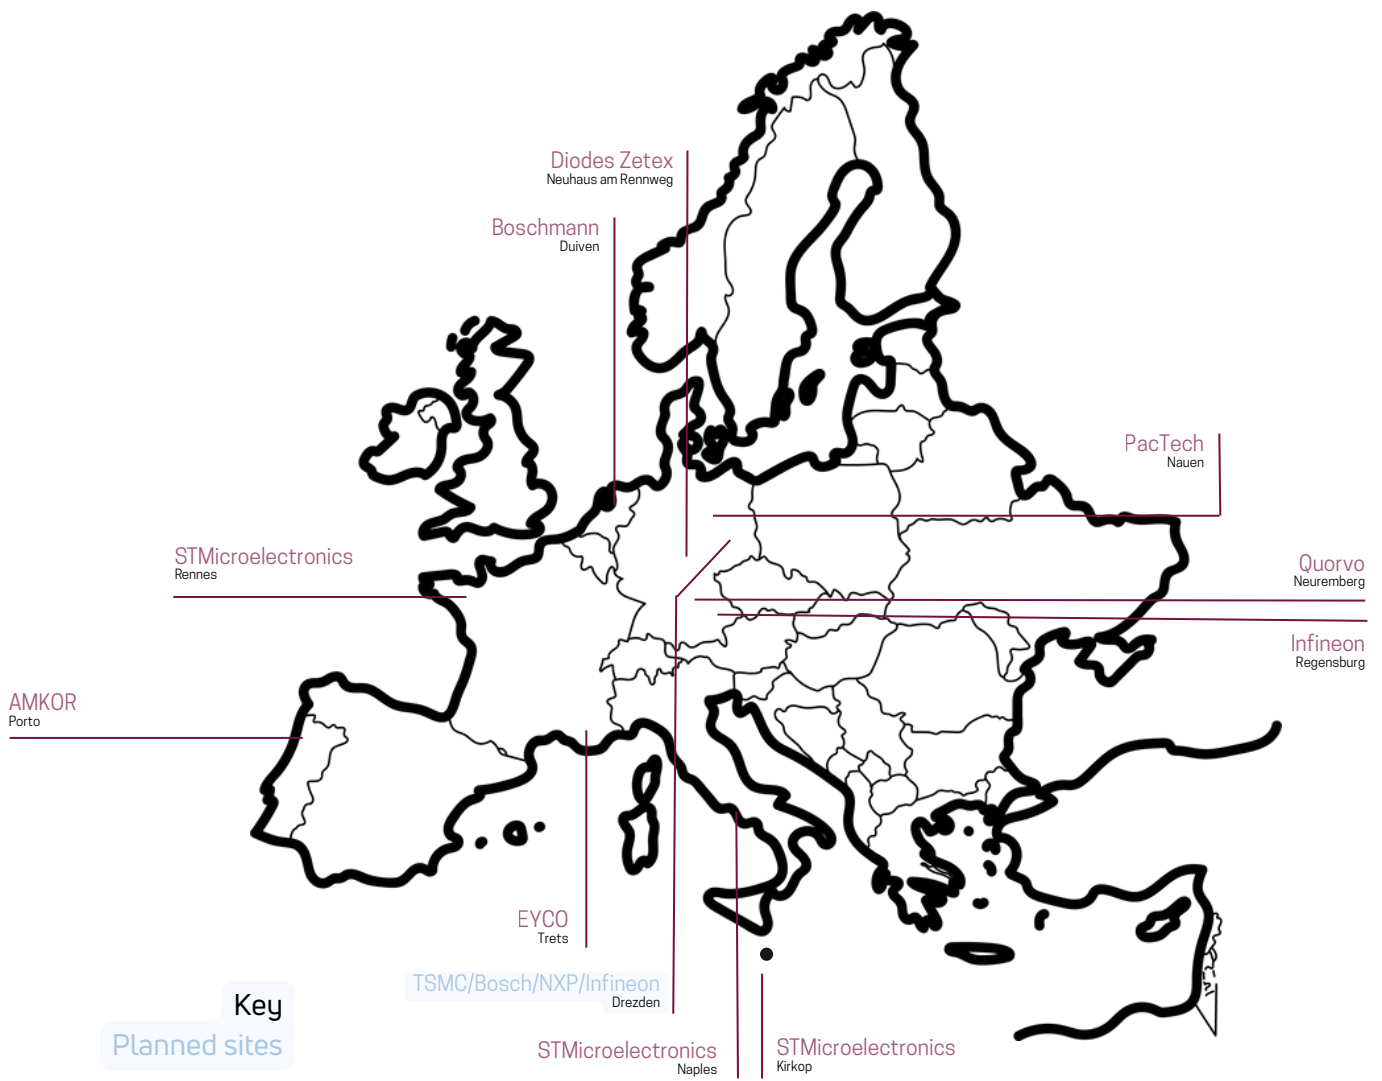 Diodes Zetex
Neuhaus am Rennweg
Boschmann
Duiven
PacTech
Nauen
STMicroelectronics
Rennes
Quorvo
Neuremberg
Infineon
Regensburg
AMKOR
Porto
EYCO
Trets
TSMC/Bosch/NXP/Infineon
Drezden
Key
Planned sites
STMicroelectronics
Naples
STMicroelectronics
Kirkop